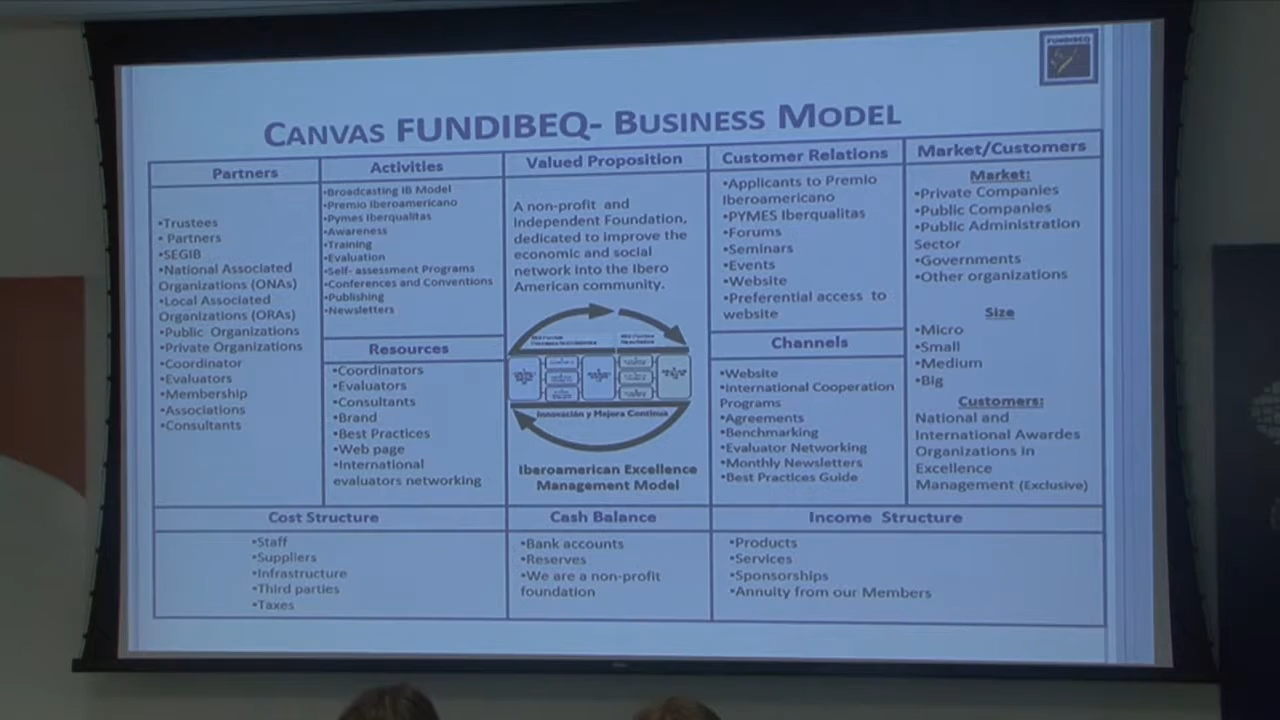 FUNDIBEQ
CANVAS FUNDIBEQ- BUSINESS MODEL
Partners
•Trustees
• Partners
•SEGIB
•National Associated
Organizations (ONAs)
•Local Associated
Organizations (ORAs)
•Public Organizations
•Private Organizations
•Coordinator
•Evaluators
•Membership
•Associations
•Consultants
Activities
•Broadcasting IB Model
•Premio Iberoamericano
•Pymes Iberqualitas
•Awareness
•Training
•Evaluation
•Self- assessment Programs
•Conferences and Conventions
•Publishing
•Newsletters
Resources
•Coordinators
•Evaluators
•Consultants
•Brand
•Best Practices
•Web page
•International
evaluators networking
Valued Proposition
A non-profit and
Independent Foundation,
dedicated to improve the
economic and social
network into the Ibero
American community.
Innovación y Mejora Continua
Iberoamerican Excellence
Management Model
Customer Relations
•Applicants to Premio
Iberoamericano
•PYMES Iberqualitas
•Forums
•Seminars
•Events
•Website
•Preferential access to
website
Channels
•Website
•International Cooperation
Programs
•Agreements
•Benchmarking
•Evaluator Networking
•Monthly Newsletters
•Best Practices Guide
Market/Customers
Market:
•Private Companies
•Public Companies
•Public Administration
Sector
•Governments
•Other organizations
Size
•Micro
•Small
•Medium
•Big
Customers:
National and
International Awardes
Organizations in
Excellence
Management (Exclusive)
Cost Structure
•Staff
•Suppliers
•Infrastructure
•Third parties
•Taxes
Cash Balance
•Bank accounts
•Reserves
•We are a non-profit
foundation
Income Structure
•Products
•Services
•Sponsorships
•Annuity from our Members